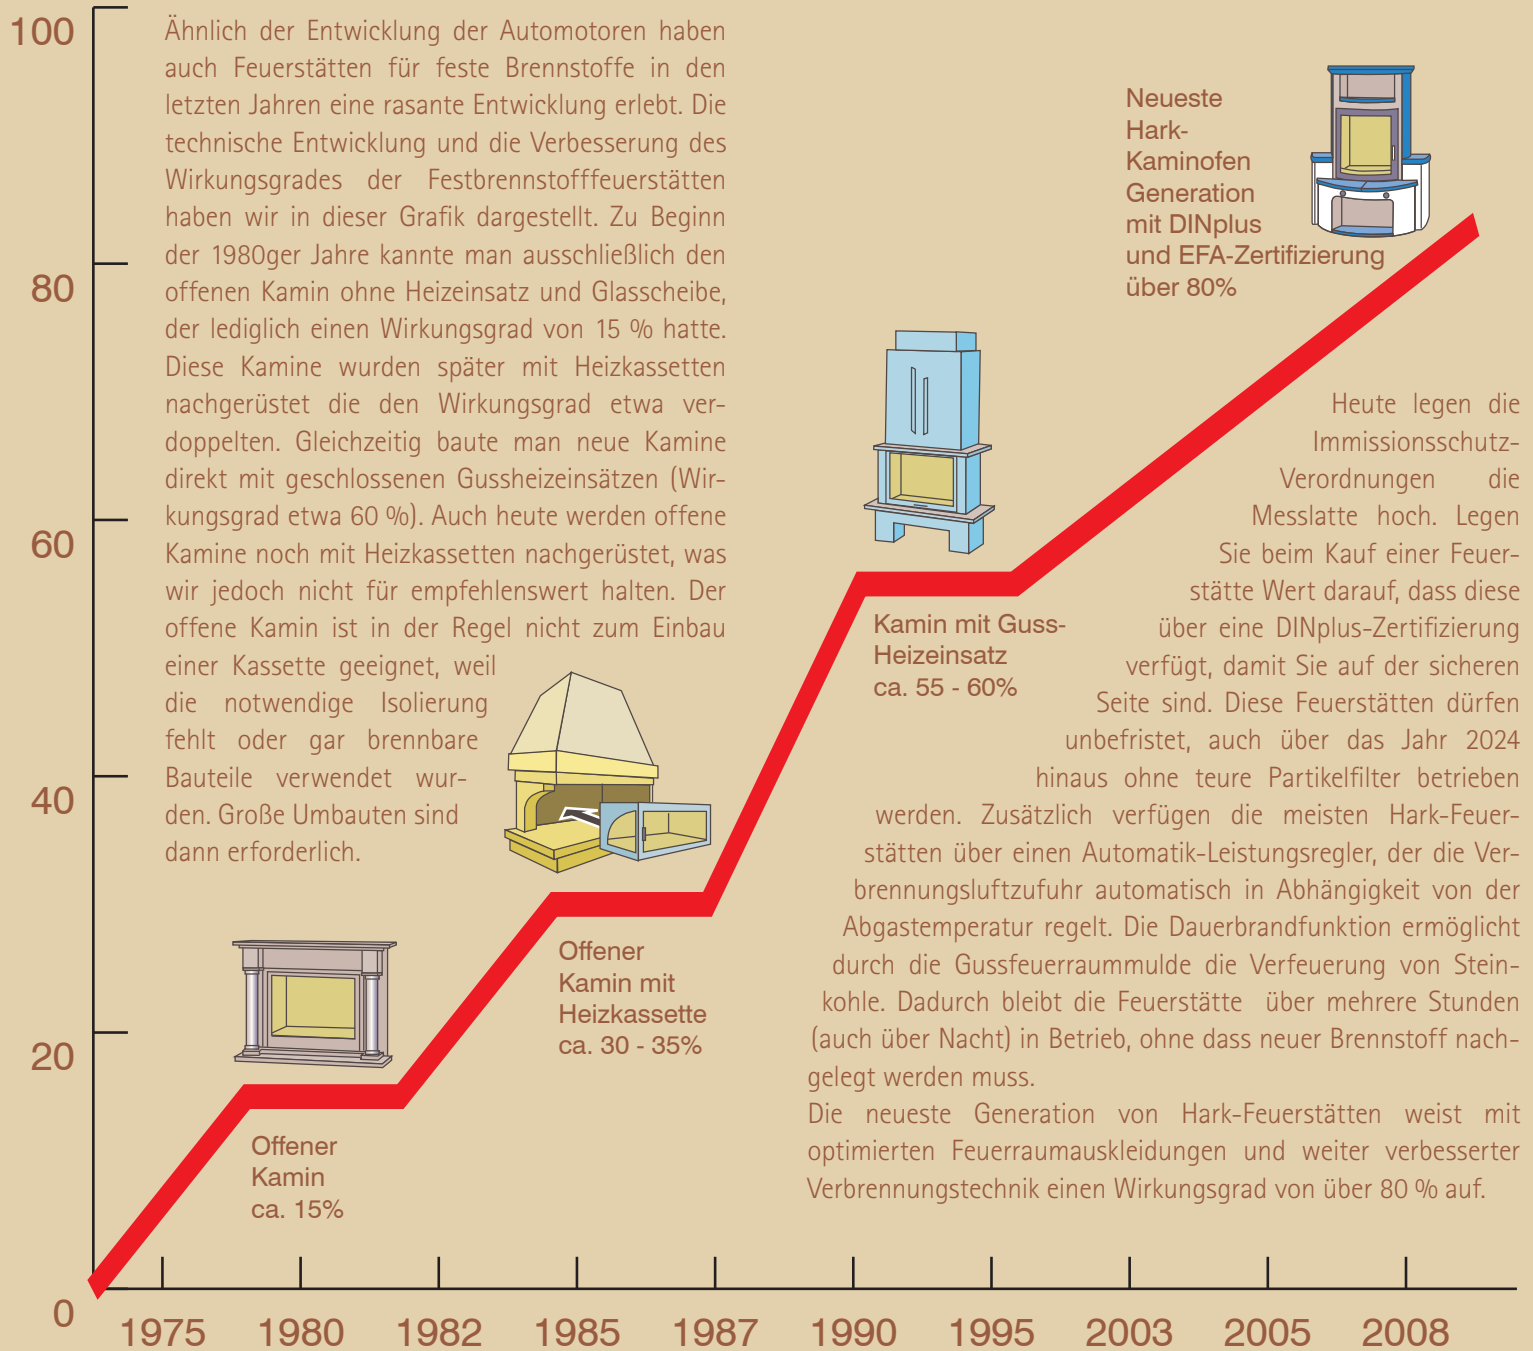 100
80
60
40
20
0
Ähnlich der Entwicklung der Automotoren haben
auch Feuerstätten für feste Brennstoffe in den
letzten Jahren eine rasante Entwicklung erlebt. Die
technische Entwicklung und die Verbesserung des
Wirkungsgrades der Festbrennstofffeuerstätten
haben wir in dieser Grafik dargestellt. Zu Beginn
der 1980ger Jahre kannte man ausschließlich den
offenen Kamin ohne Heizeinsatz und Glasscheibe,
der lediglich einen Wirkungsgrad von 15 % hatte.
Diese Kamine wurden später mit Heizkassetten
nachgerüstet die den Wirkungsgrad etwa ver-
doppelten. Gleichzeitig baute man neue Kamine
direkt mit geschlossenen Gussheizeinsätzen (Wir-
kungsgrad etwa 60 %). Auch heute werden offene
Kamine noch mit Heizkassetten nachgerüstet, was
wir jedoch nicht für empfehlenswert halten. Der
offene Kamin ist in der Regel nicht zum Einbau
einer Kassette geeignet, weil
die notwendige Isolierung
fehlt oder gar brennbare
Bauteile verwendet wur-
den. Große Umbauten sind
dann erforderlich.
Offener
Kamin
ca. 15%
Offener
Kamin mit
Heizkassette
ca. 30 - 35%
Kamin mit Guss-
Heizeinsatz
ca. 55 - 60%
Neueste
Hark-
Kaminofen
Generation
mit DINplus
und EFA-Zertifizierung
über 80%
Heute legen die
Immissionsschutz-
Verordnungen die
Messlatte hoch. Legen
Sie beim Kauf einer Feuer-
stätte Wert darauf, dass diese
über eine DINplus-Zertifizierung
verfügt, damit Sie auf der sicheren
Seite sind. Diese Feuerstätten dürfen
unbefristet, auch über das Jahr 2024
hinaus ohne teure Partikelfilter betrieben
werden. Zusätzlich verfügen die meisten Hark-Feuer-
stätten über einen Automatik-Leistungsregler, der die Ver-
brennungsluftzufuhr automatisch in Abhängigkeit von der
Abgastemperatur regelt. Die Dauerbrandfunktion ermöglicht
durch die Gussfeuerraummulde die Verfeuerung von Stein-
kohle. Dadurch bleibt die Feuerstätte über mehrere Stunden
(auch über Nacht) in Betrieb, ohne dass neuer Brennstoff nach-
gelegt werden muss.
Die neueste Generation von Hark-Feuerstätten weist mit
optimierten Feuerraumauskleidungen und weiter verbesserter
Verbrennungstechnik einen Wirkungsgrad von über 80 % auf.
1975 1980 1982 1985 1987 1990 1995 2003 2005 2008